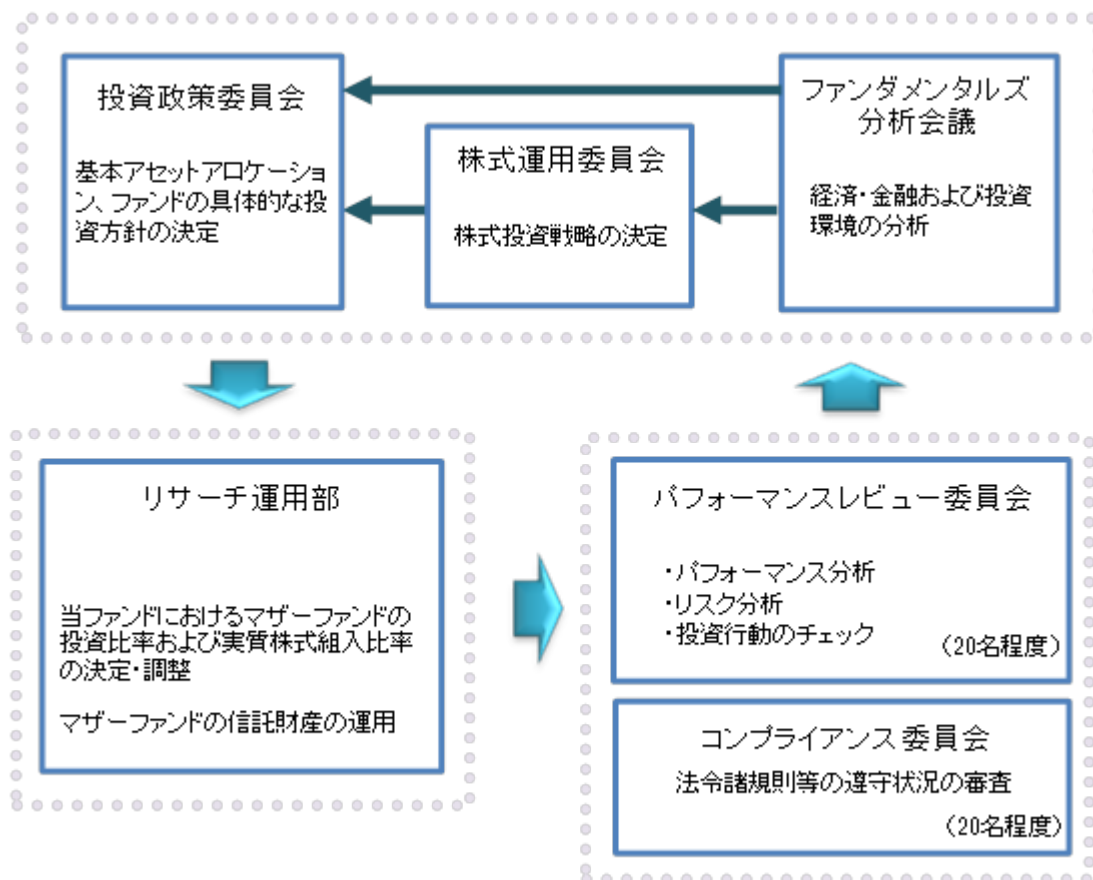 投資政策委員会
基本アセットアロケーショ
ン、ファンドの具体的な投
資方針の決定
株式運用委員会
株式投資戦略の決定
ファンダメンタルズ
分析会議
経済・金融および投資
環境の分析
リサーチ運用部
当ファンドにおけるマザーファンドの
投資比率および実質株式組入比率
の決定・調整
マザーファンドの信託財産の運用
パフォーマンスレビュー委員会
・パフォーマンス分析
・リスク分析
・投資行動のチェック
（20名程度）
コンプライアンス委員会
法令諸規則等の遵守状況の審査
（20名程度）